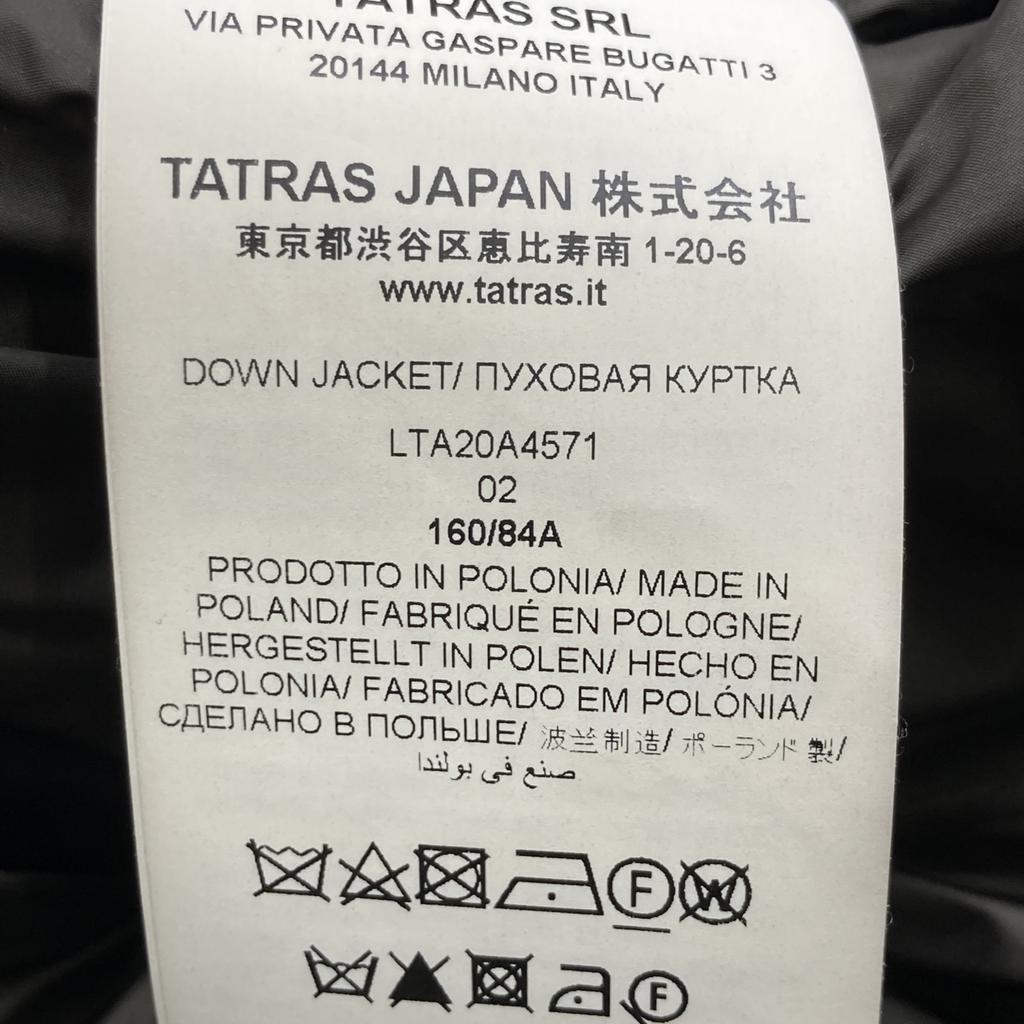 TATRAS SRL
VIA PRIVATA GASPARE BUGATTI 3
20144 MILANO ITALY
TATRAS JAPAN 株式会社
東京都渋谷区恵比寿南 1-20-6
www.tatras.it
DOWN JACKET/ ПУХОВАЯ КУРТКА
LTA20A4571
02
160/84A
PRODOTTO IN POLONIA/ MADE IN
POLAND/ FABRIQUÉ EN POLOGNE/
HERGESTELLT IN POLEN/ HECHO EN
POLONIA/ FABRICADO EM POLÓNIA/
СДЕЛАНО В ПОЛЬШЕ/ 波兰制造/ ポーランド 製/
صنع في بولندا
F W
F